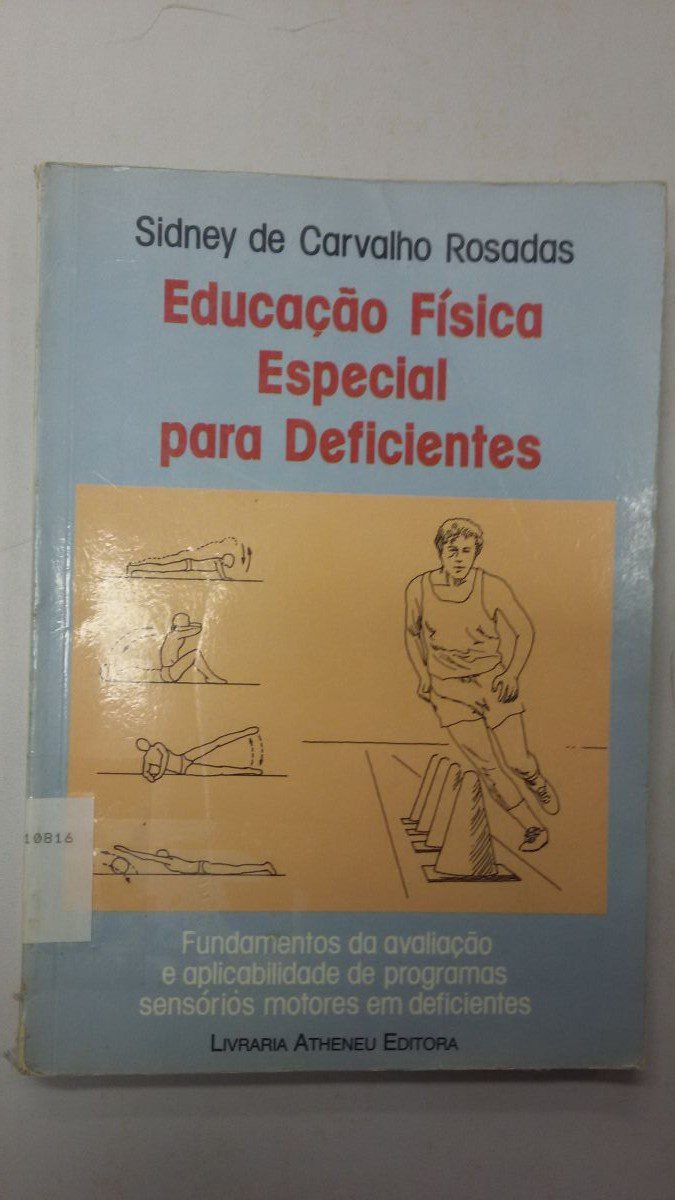 Sidney de Carvalho Rosadas
Educação Física
Especial
para Deficientes
10816
Fundamentos da avaliação
e aplicabilidade de programas
sensórios motores em deficientes
LIVRARIA ATHENEU EDITORA